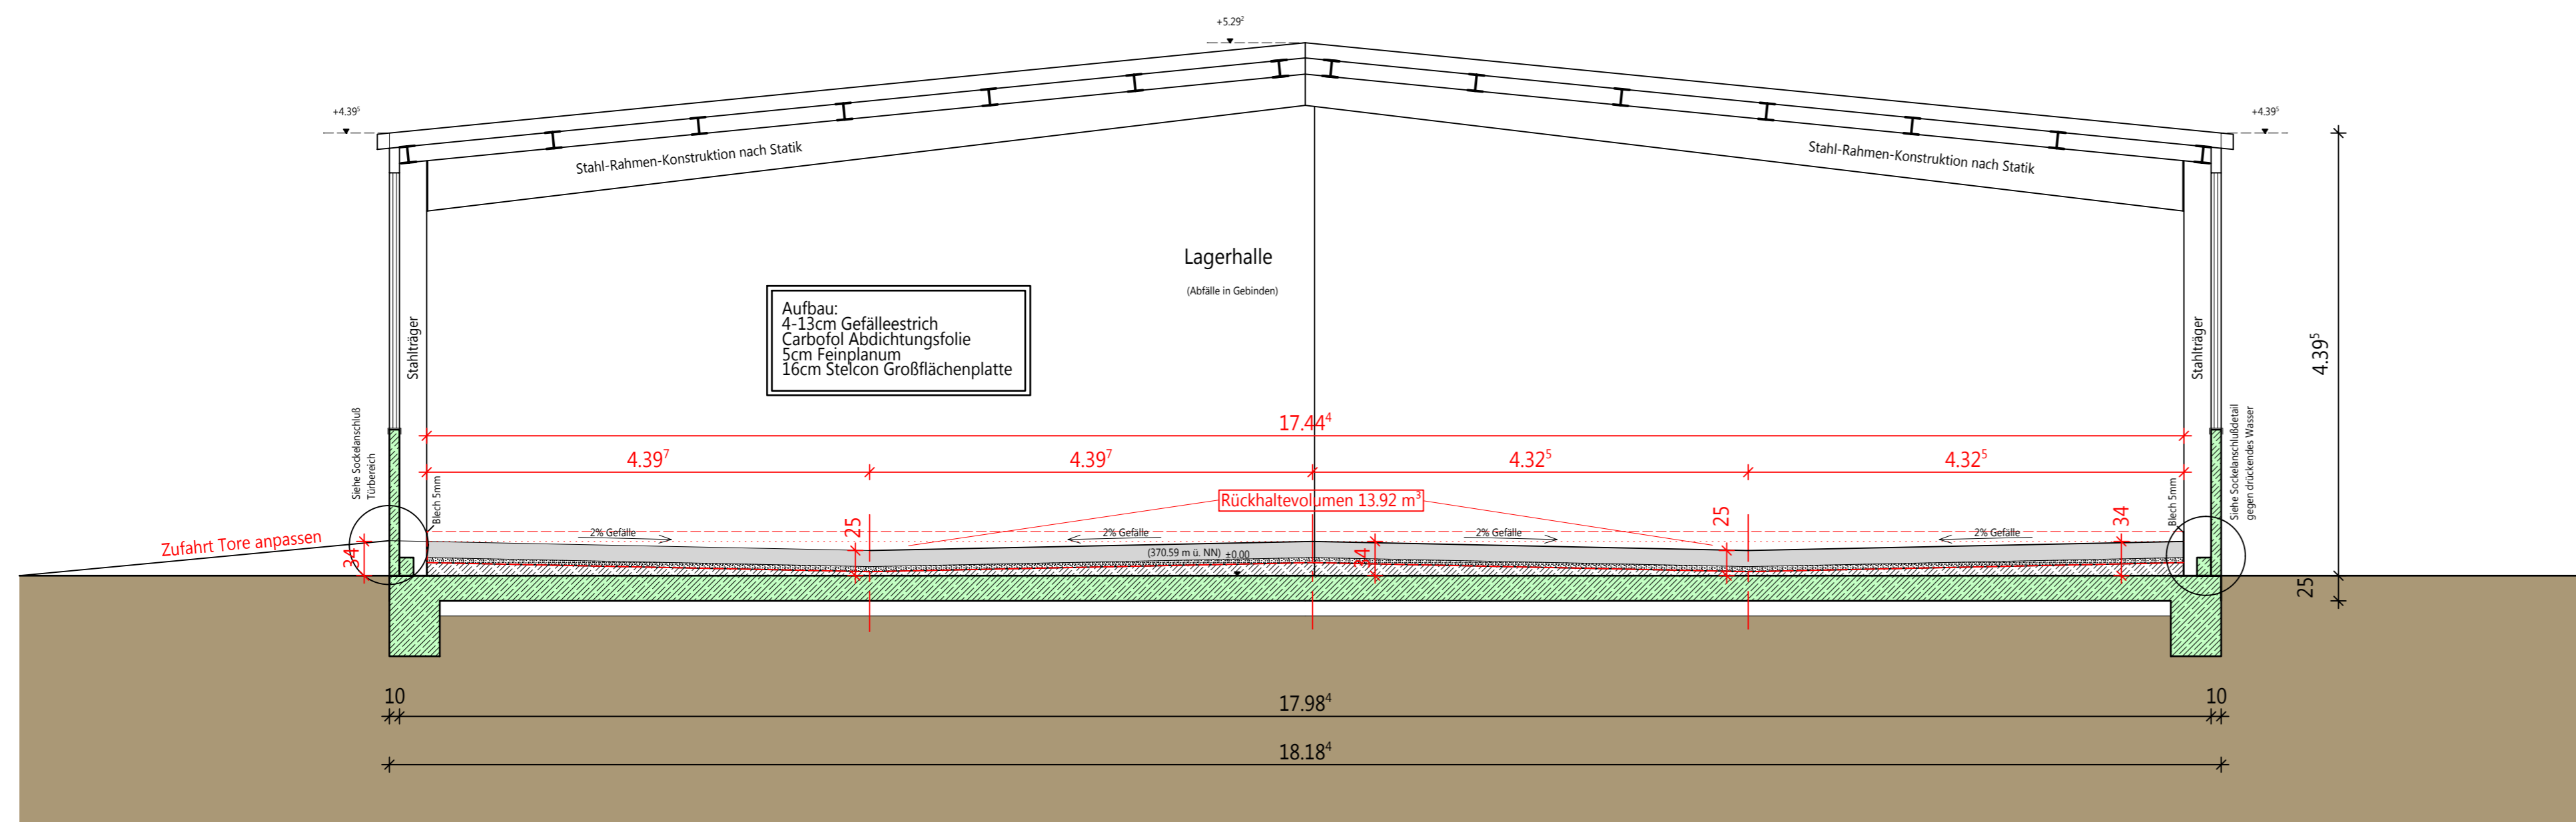 +5.29²
+4.39⁵
+4.39⁵
Stahl-Rahmen-Konstruktion nach Statik
Stahl-Rahmen-Konstruktion nach Statik
Lagerhalle
(Abfälle in Gebinden)
Aufbau:
4-13cm Gefälleestrich
Carbofol Abdichtungsfolie
5cm Feinplanum
16cm Stelcon Großflächenplatte
Stahlträger
Stahlträger
4.39⁵
17.44⁴
4.39⁷
4.39⁷
4.32⁵
4.32⁵
Siehe Sockelanschluß
Türbereich
Blech 5mm
Rückhaltevolumen 13.92 m³
Blech 5mm
Siehe Sockelanschlußdetail
gegen drückendes Wasser
Zufahrt Tore anpassen
34
2% Gefälle
25
2% Gefälle
(370.59 m ü. NN)
+0.00
34
2% Gefälle
25
2% Gefälle
34
25
10
17.98⁴
10
18.18⁴